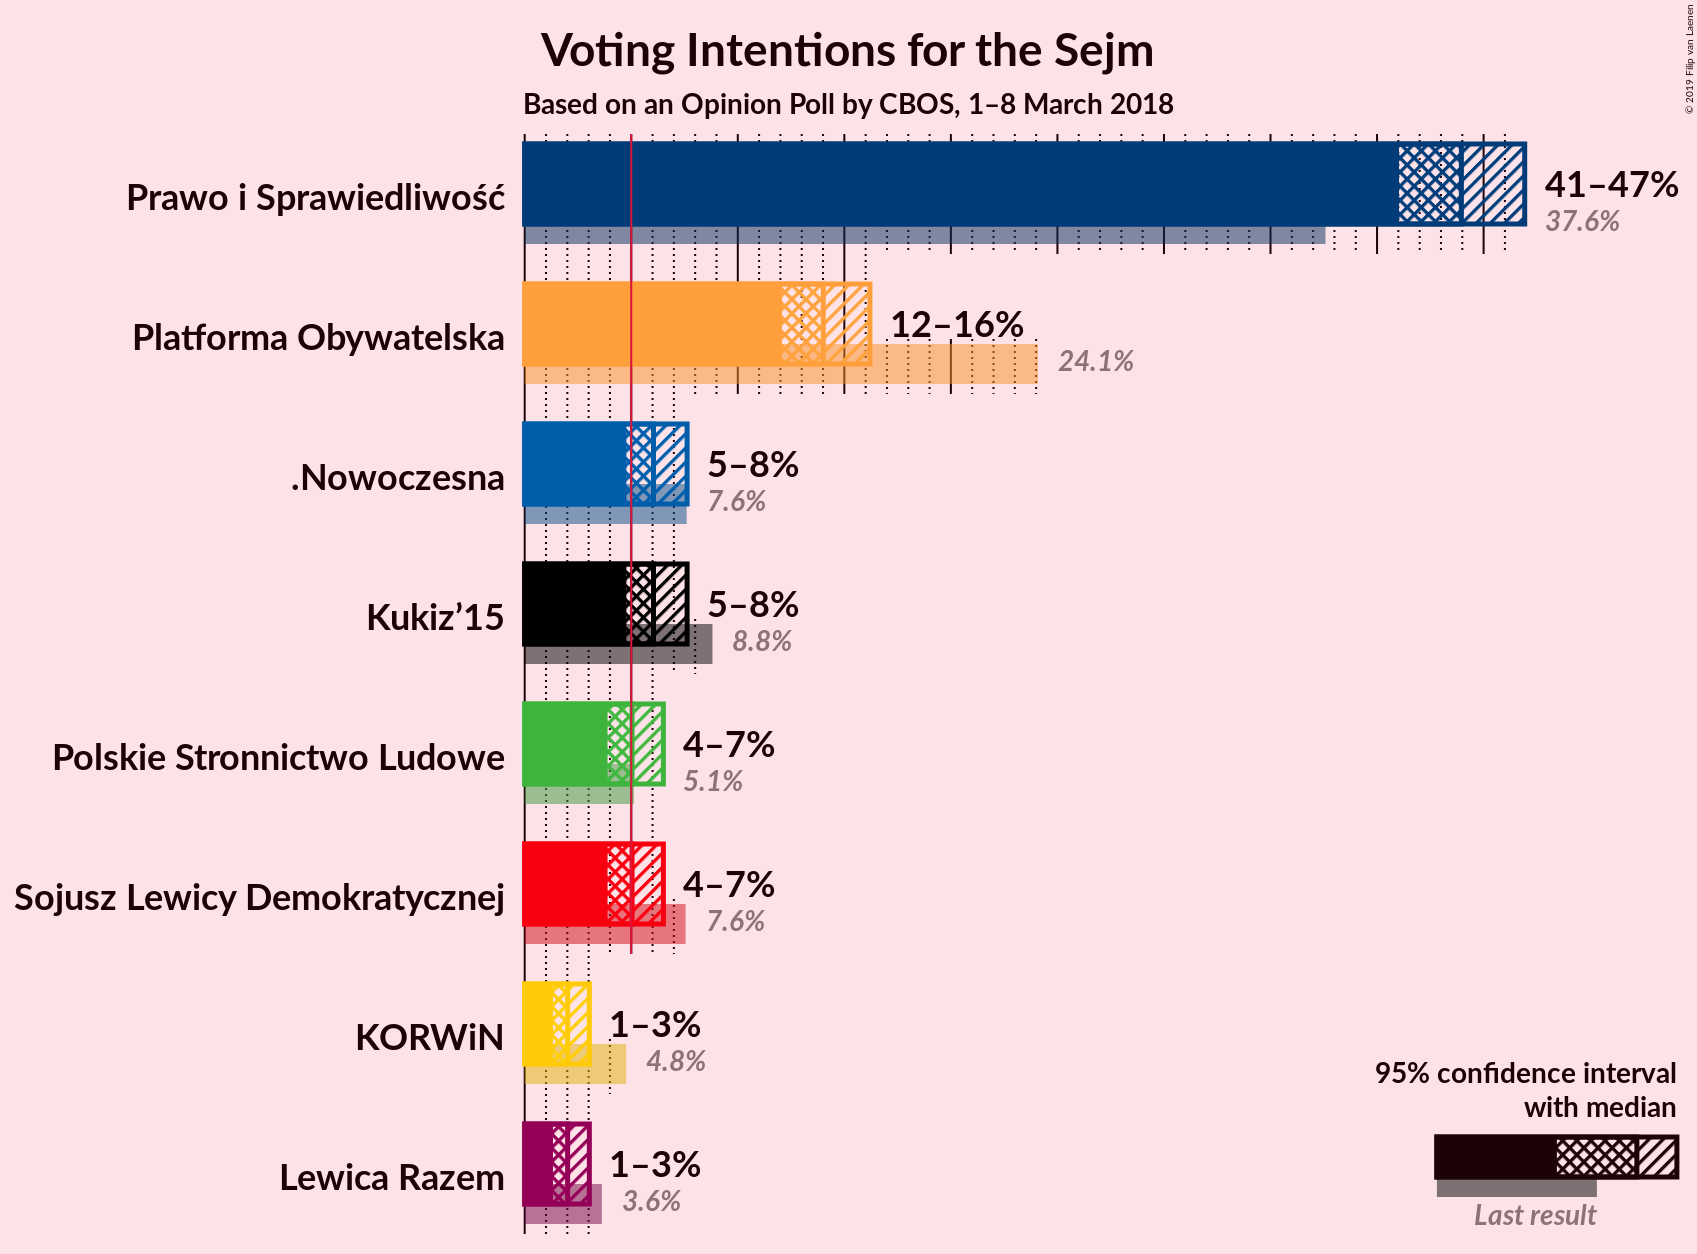 Voting Intentions for the Sejm
Based on an Opinion Poll by CBOS, 1–8 March 2018
© 2019 Filip van Laenen
Prawo i Sprawiedliwość
41–47%
37.6%
Platforma Obywatelska
12–16%
24.1%
.Nowoczesna
5–8%
7.6%
Kukiz’15
5–8%
8.8%
Polskie Stronnictwo Ludowe
4–7%
5.1%
Sojusz Lewicy Demokratycznej
4–7%
7.6%
KORWiN
1–3%
4.8%
Lewica Razem
1–3%
3.6%
95% confidence interval
with median
Last result